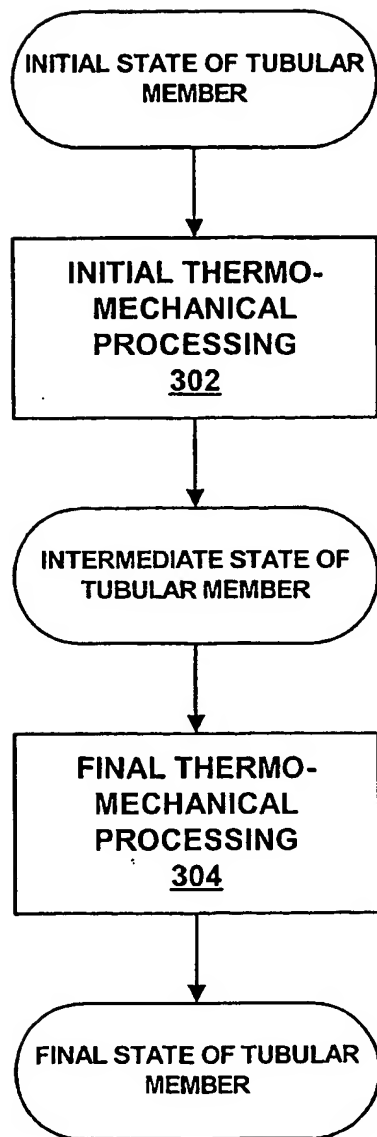 INITIAL STATE OF TUBULAR
MEMBER
INITIAL THERMO-
MECHANICAL
PROCESSING
302
INTERMEDIATE STATE OF
TUBULAR MEMBER
FINAL THERMO-
MECHANICAL
PROCESSING
304
FINAL STATE OF TUBULAR
MEMBER